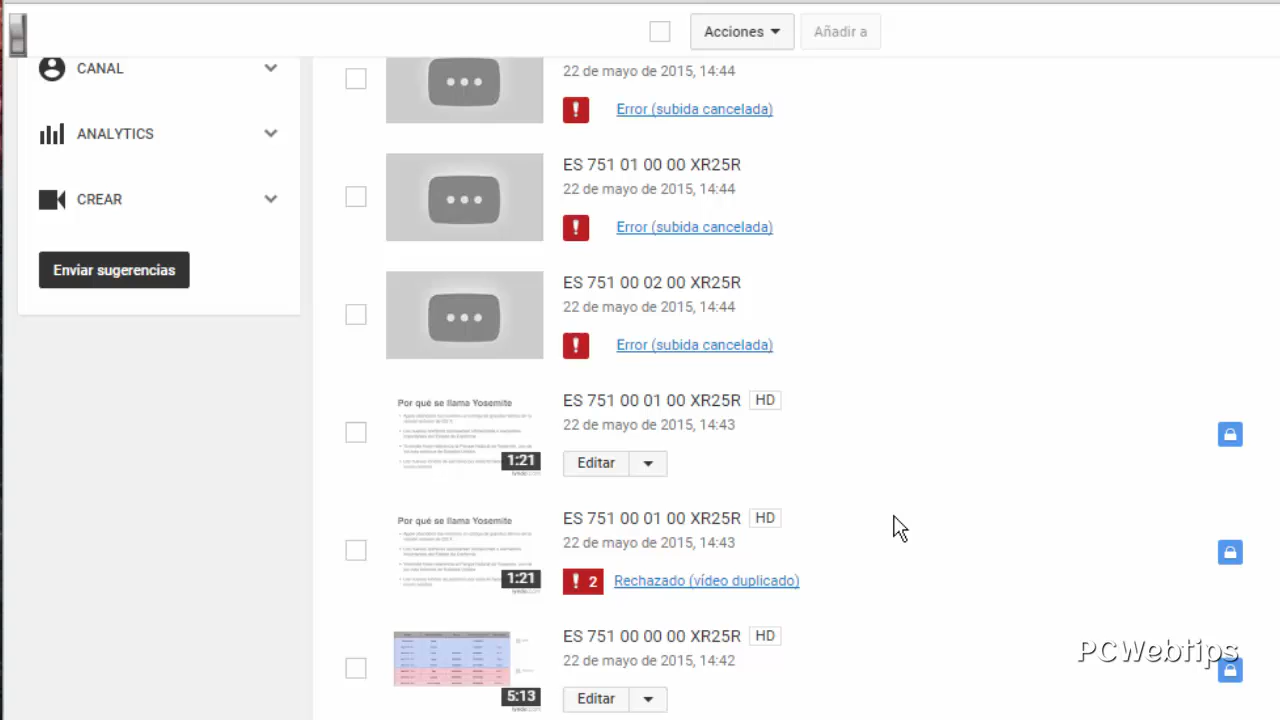 Acciones
Añadir a
CANAL
22 de mayo de 2015, 14:44
Error (subida cancelada)
ANALYTICS
ES 751 01 00 00 XR25R
22 de mayo de 2015, 14:44
CREAR
Error (subida cancelada)
Enviar sugerencias
ES 751 00 02 00 XR25R
22 de mayo de 2015, 14:44
Error (subida cancelada)
Por qué se llama Yosemite
1:21
ES 751 00 01 00 XR25R HD
22 de mayo de 2015, 14:43
Editar
Por qué se llama Yosemite
1:21
ES 751 00 01 00 XR25R HD
22 de mayo de 2015, 14:43
! 2 Rechazado (vídeo duplicado)
5:13
ES 751 00 00 00 XR25R HD
22 de mayo de 2015, 14:42
Editar
PCWebtips